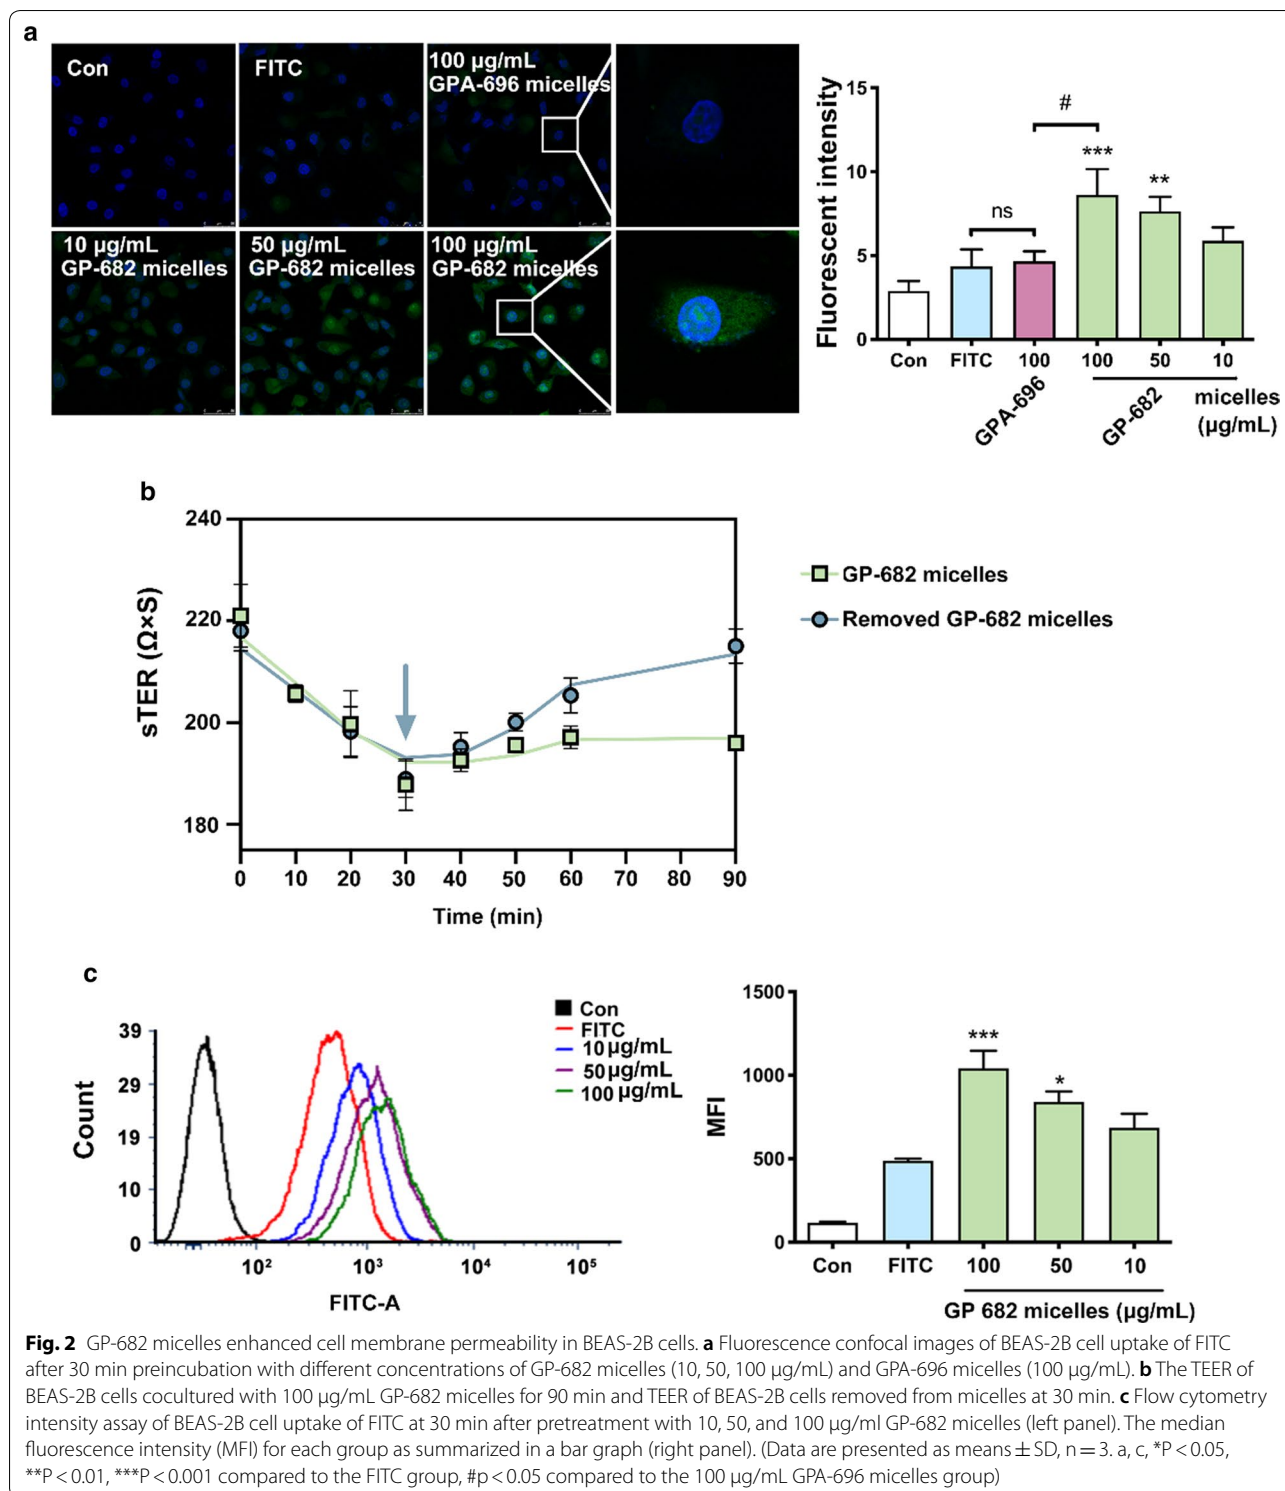 a
Con
FITC
100 µg/mL
GPA-696 micelles
10 µg/mL
GP-682 micelles
50 µg/mL
GP-682 micelles
100 µg/mL
GP-682 micelles
Fluorescent intensity
15
10
5
0
ns
#
***
**
Con
FITC
100
100
50
10
GPA-696
GP-682
micelles
(µg/mL)
b
sTER (Ω×S)
240
220
200
180
0
10
20
30
40
50
60
70
80
90
Time (min)
GP-682 micelles
Removed GP-682 micelles
c
Count
39
29
19
10
0
10²
10³
10⁴
10⁵
FITC-A
Con
FITC
10 µg/mL
50 µg/mL
100 µg/mL
MFI
1500
1000
500
0
***
*
Con
FITC
100
50
10
GP 682 micelles (µg/mL)
Fig. 2 GP-682 micelles enhanced cell membrane permeability in BEAS-2B cells. a Fluorescence confocal images of BEAS-2B cell uptake of FITC
after 30 min preincubation with different concentrations of GP-682 micelles (10, 50, 100 µg/mL) and GPA-696 micelles (100 µg/mL). b The TEER of
BEAS-2B cells cocultured with 100 µg/mL GP-682 micelles for 90 min and TEER of BEAS-2B cells removed from micelles at 30 min. c Flow cytometry
intensity assay of BEAS-2B cell uptake of FITC at 30 min after pretreatment with 10, 50, and 100 µg/ml GP-682 micelles (left panel). The median
fluorescence intensity (MFI) for each group as summarized in a bar graph (right panel). (Data are presented as means ± SD, n = 3. a, c, *P < 0.05,
**P < 0.01, ***P < 0.001 compared to the FITC group, #p < 0.05 compared to the 100 µg/mL GPA-696 micelles group)